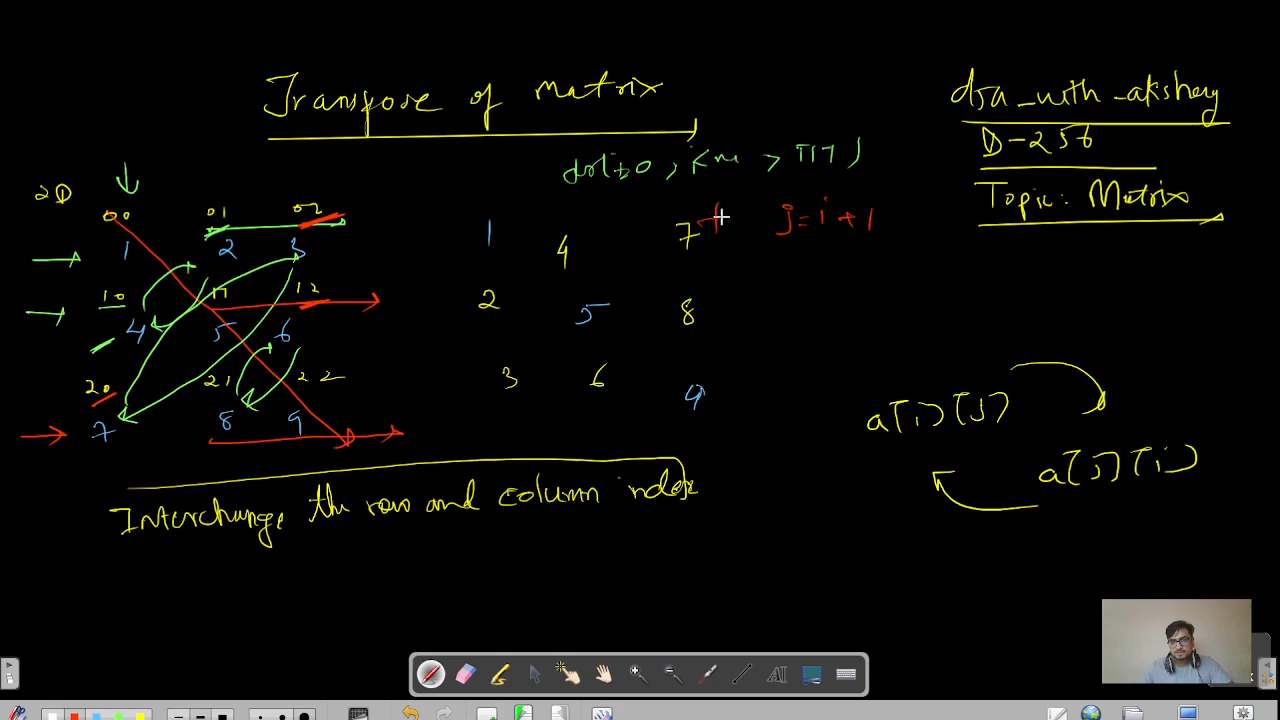 Transpose of matrix
dsa_with_akshay
D-256
Topic: Matrix
for(i=0; i<n; i++)
j=i+1
2D
00 01 02
1 2 3
10 11 12
4 5 6
20 21 22
7 8 9
1 4 7
2 5 8
3 6 9
a[i][j]
a[j][i]
Interchange the row and column index